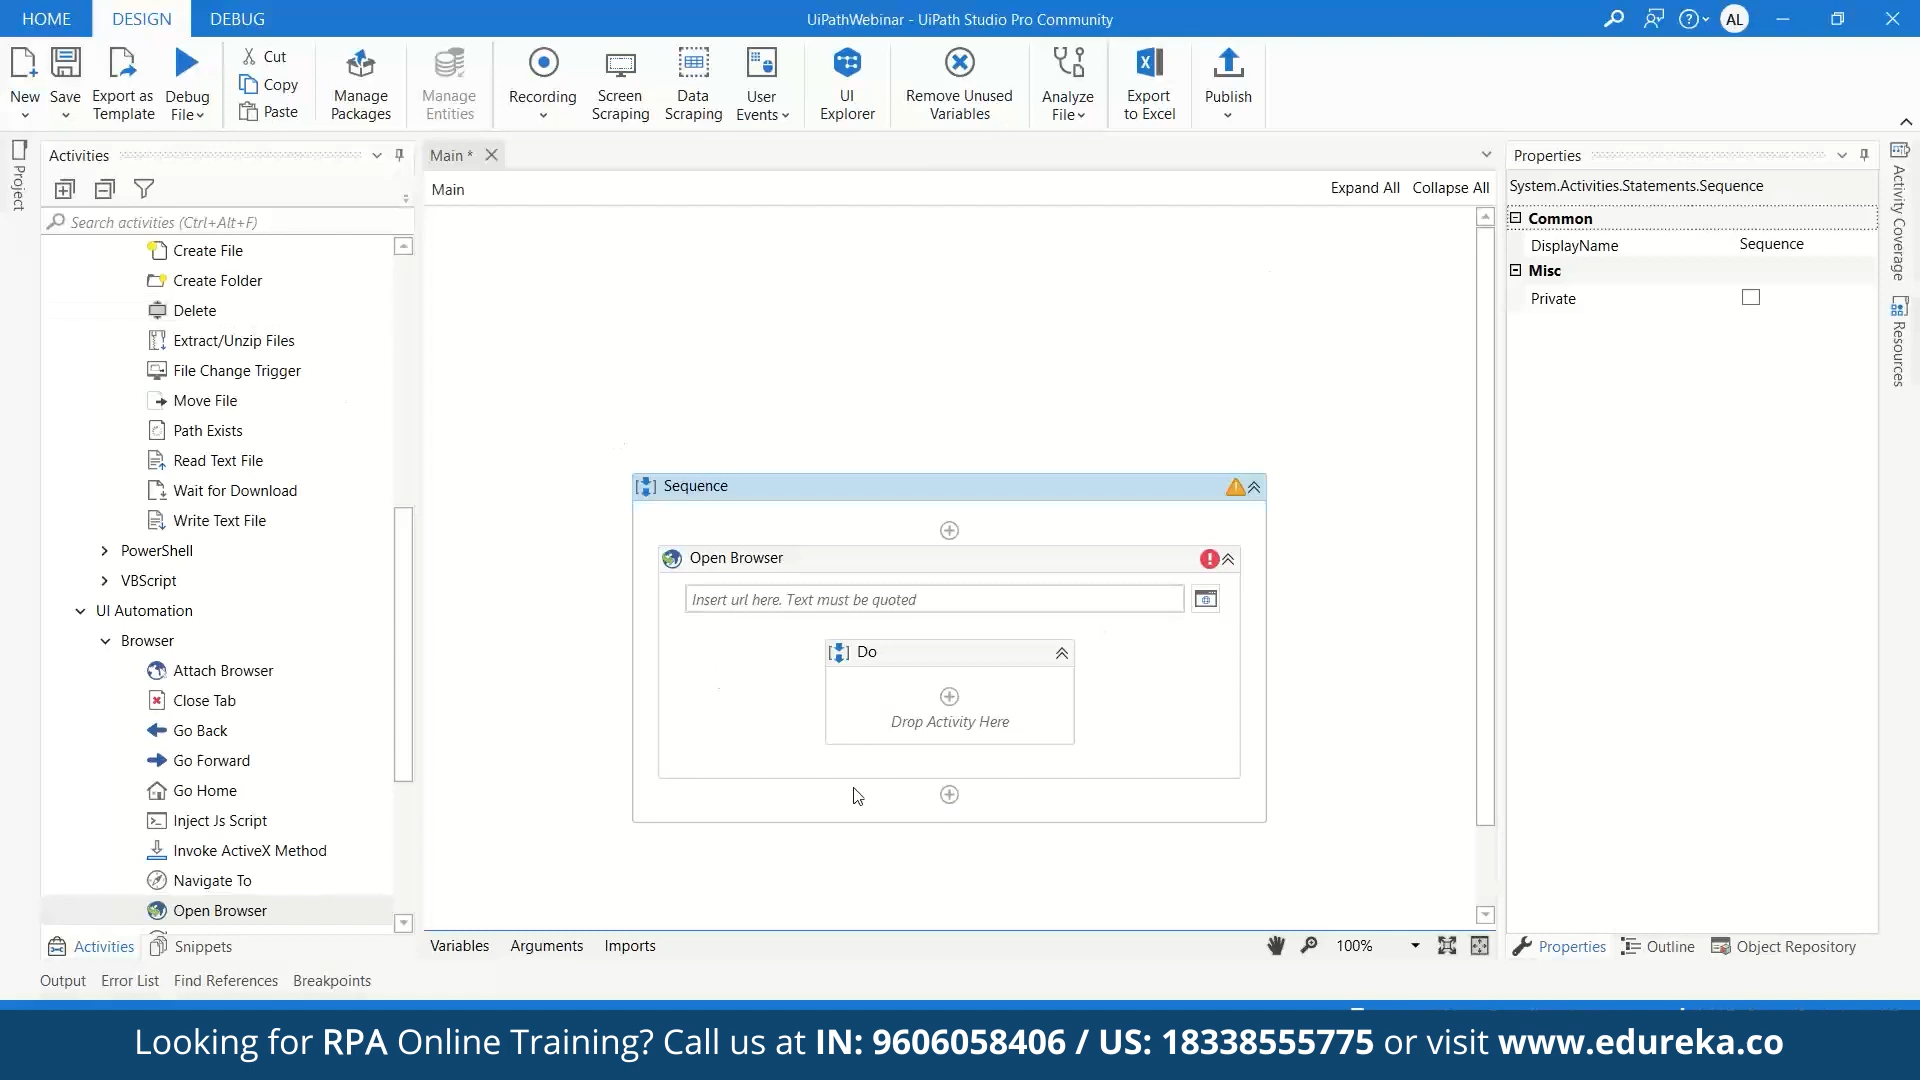 HOME DESIGN DEBUG
UiPathWebinar - UiPath Studio Pro Community
AL
New
Save
Export as
Template
Debug
File
Cut
Copy
Paste
Manage
Packages
Manage
Entities
Recording
Screen
Scraping
Data
Scraping
User
Events
UI
Explorer
Remove Unused
Variables
Analyze
File
Export
to Excel
Publish
Project
Activities
Search activities (Ctrl+Alt+F)
Create File
Create Folder
Delete
Extract/Unzip Files
File Change Trigger
Move File
Path Exists
Read Text File
Wait for Download
Write Text File
PowerShell
VBScript
UI Automation
Browser
Attach Browser
Close Tab
Go Back
Go Forward
Go Home
Inject Js Script
Invoke ActiveX Method
Navigate To
Open Browser
Activities Snippets
Main *
Main
Expand All Collapse All
Sequence
Open Browser
Insert url here. Text must be quoted
Do
Drop Activity Here
Variables Arguments Imports
100%
Properties
System.Activities.Statements.Sequence
Common
DisplayName Sequence
Misc
Private
Properties Outline Object Repository
Activity Coverage
Resources
Output Error List Find References Breakpoints
Looking for RPA Online Training? Call us at IN: 9606058406 / US: 18338555775 or visit www.edureka.co